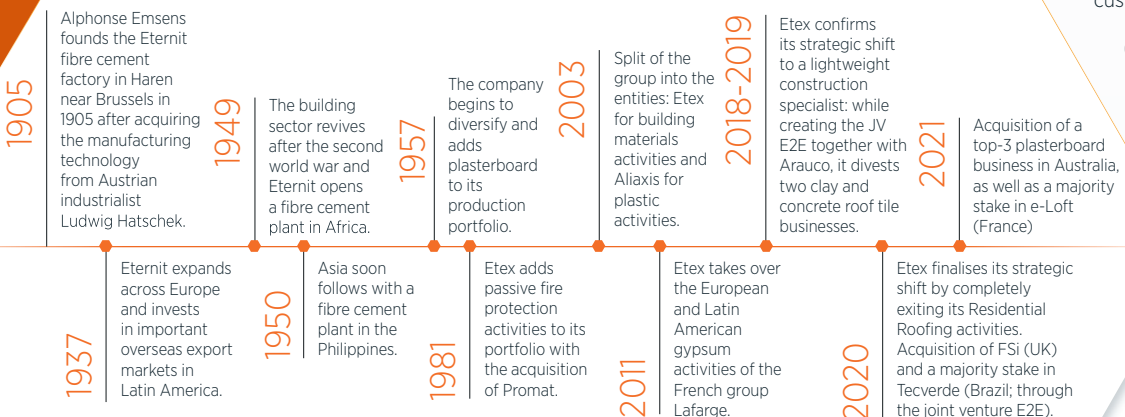 cus
1905
Alphonse Emsens
founds the Eternit
fibre cement
factory in Haren
near Brussels in
1905 after acquiring
the manufacturing
technology
from Austrian
industrialist
Ludwig Hatschek.
1937
Eternit expands
across Europe
and invests
in important
overseas export
markets in
Latin America.
1949
The building
sector revives
after the second
world war and
Eternit opens
a fibre cement
plant in Africa.
1950
Asia soon
follows with a
fibre cement
plant in the
Philippines.
1957
The company
begins to
diversify and
adds
plasterboard
to its
production
portfolio.
1981
Etex adds
passive fire
protection
activities to its
portfolio with
the acquisition
of Promat.
2003
Split of the
group into the
entities: Etex
for building
materials
activities and
Aliaxis for
plastic
activities.
2011
Etex takes over
the European
and Latin
American
gypsum
activities of the
French group
Lafarge.
2018-2019
Etex confirms
its strategic shift
to a lightweight
construction
specialist: while
creating the JV
E2E together with
Arauco, it divests
two clay and
concrete roof tile
businesses.
2020
Etex finalises its strategic
shift by completely
exiting its Residential
Roofing activities.
Acquisition of FSi (UK)
and a majority stake in
Tecverde (Brazil; through
the joint venture E2E).
2021
Acquisition of a
top-3 plasterboard
business in Australia,
as well as a majority
stake in e-Loft
(France)